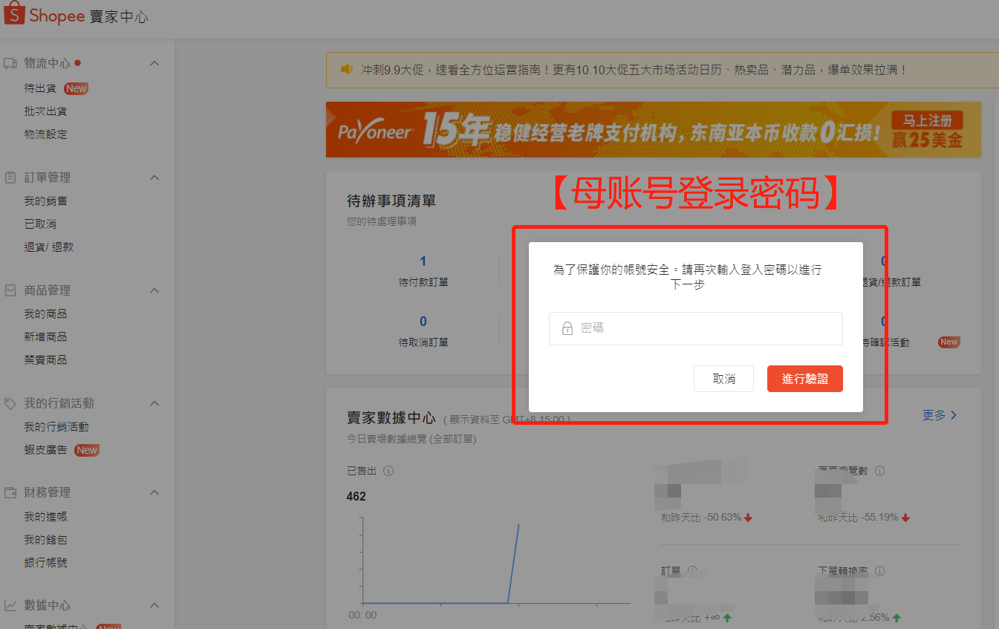 Shopee 賣家中心
物流中心
待出貨 New
批次出貨
物流設定
訂單管理
我的銷售
已取消
退貨/ 退款
商品管理
我的商品
新增商品
禁賣商品
我的行銷活動
我的行銷活動
蝦皮廣告 New
財務管理
我的進帳
我的錢包
銀行帳號
數據中心
賣家數據中心 New
冲刺9.9大促，速看全方位运营指南！更有10.10大促五大市场活动日历、热卖品、潜力品，爆单效果拉满！
Payoneer 15年稳健经营老牌支付机构，东南亚本币收款0汇损！
马上注册
赢25美金
【母账号登录密码】
待辦事項清單
您的待處理事項
1
待付款訂單
0
退貨/退款訂單
0
待取消訂單
0
待確認活動 New
為了保護你的帳號安全。請再次輸入登入密碼以進行
下一步
密碼
取消
進行驗證
賣家數據中心 ( 顯示資料至 GMT+8 15:00 )
更多
今日賣場數據總覽 (全部訂單)
已售出
462
00: 00
和昨天比 -50.63%
頁面瀏覽數
和昨天比 -55.19%
訂單
和昨天比 +∞
下單轉換率
和昨天比 2.56%